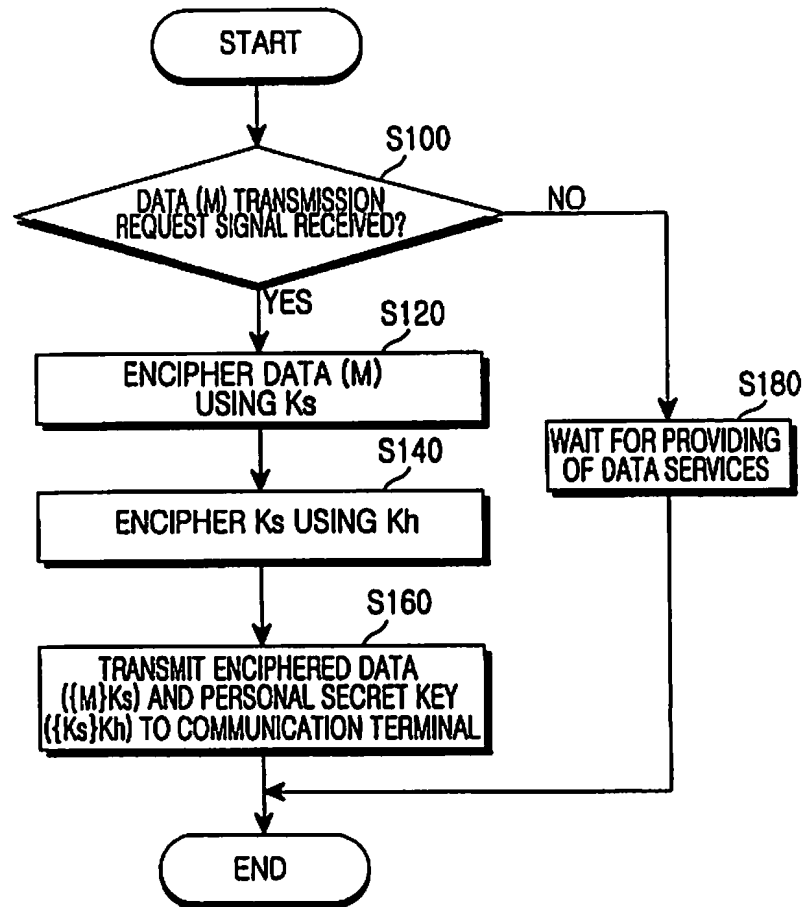 START
S100
DATA (M) TRANSMISSION
REQUEST SIGNAL RECEIVED?
NO
YES
S120
ENCIPHER DATA (M)
USING Ks
S180
WAIT FOR PROVIDING
OF DATA SERVICES
S140
ENCIPHER Ks USING Kh
S160
TRANSMIT ENCIPHERED DATA
({M}Ks) AND PERSONAL SECRET KEY
({Ks}Kh) TO COMMUNICATION TERMINAL
END